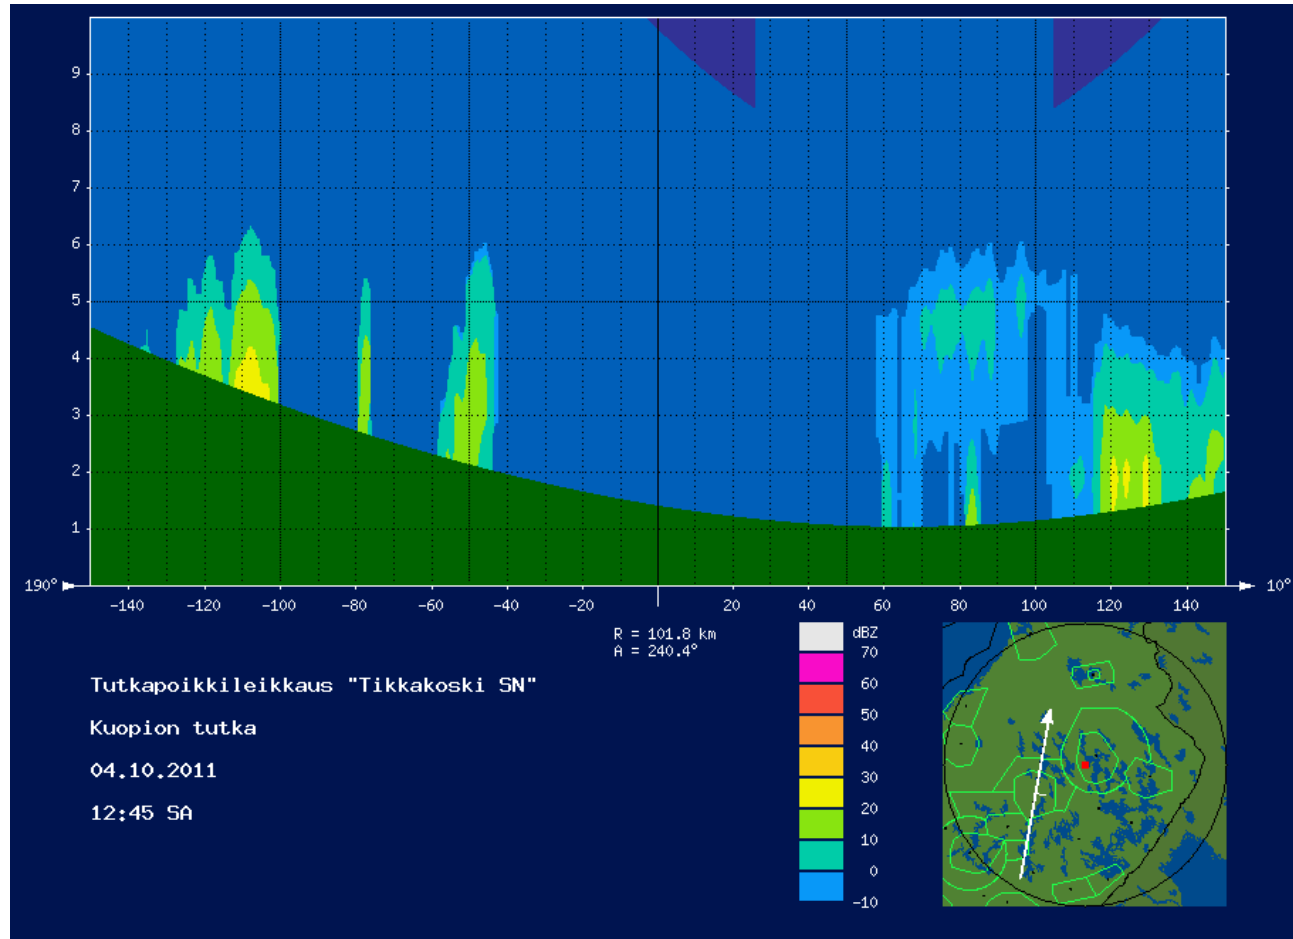 9
8
7
6
5
4
3
2
1
190° 10°
-140 -120 -100 -80 -60 -40 -20 20 40 60 80 100 120 140
R = 101.8 km
A = 240.4°
dBZ
70
60
50
40
30
20
10
0
-10
Tutkapoikkileikkaus "Tikkakoski SN"
Kuopion tutka
04.10.2011
12:45 SA